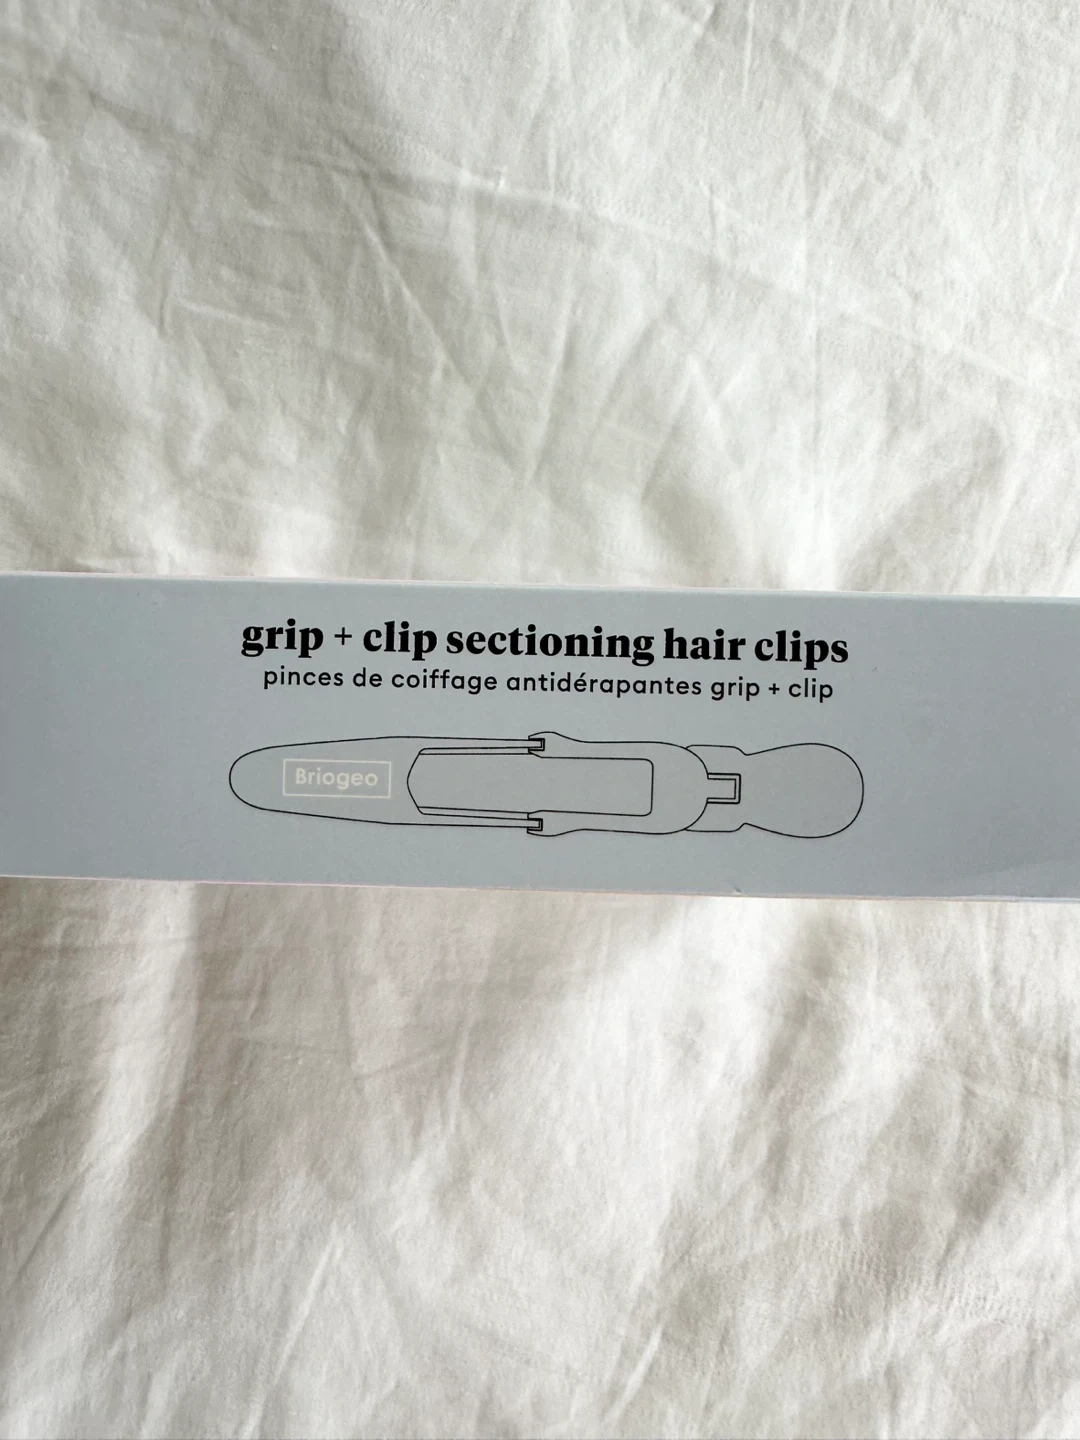 grip + clip sectioning hair clips
pinces de coiffage antidérapantes grip + clip
Briogeo